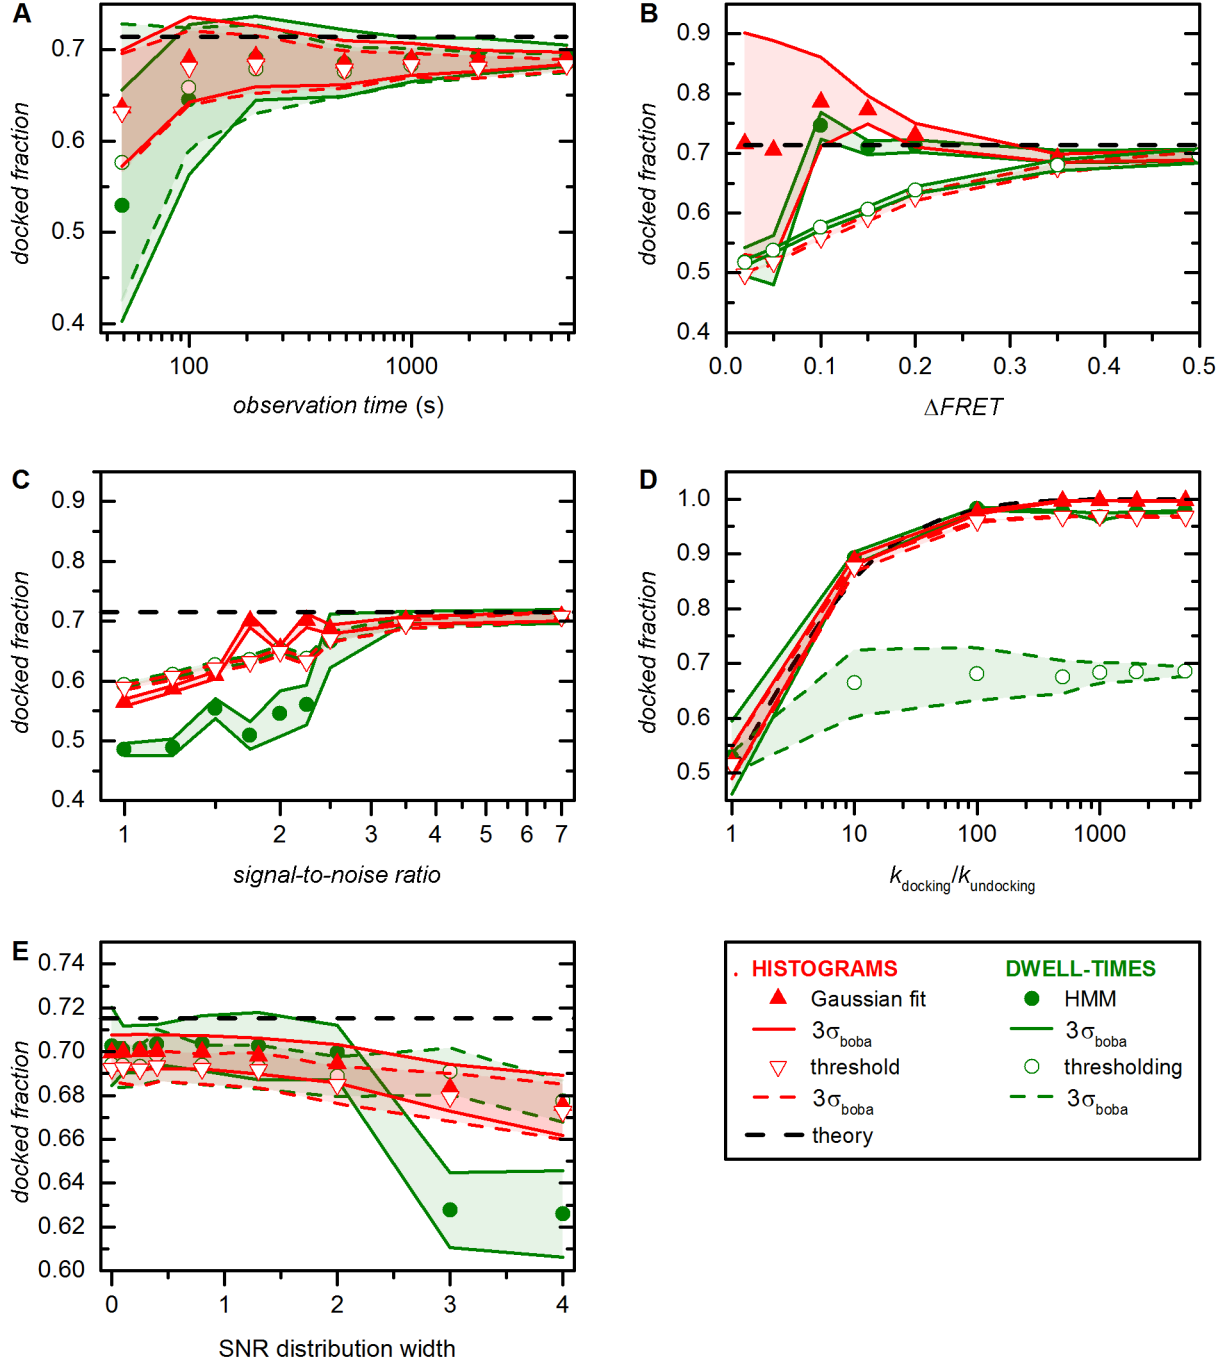 A
docked fraction
0.7
0.6
0.5
0.4
100
1000
observation time (s)
B
docked fraction
0.9
0.8
0.7
0.6
0.5
0.4
0.0
0.1
0.2
0.3
0.4
0.5
ΔFRET
C
docked fraction
0.9
0.8
0.7
0.6
0.5
0.4
1
2
3
4
5
6
7
signal-to-noise ratio
D
docked fraction
1.0
0.9
0.8
0.7
0.6
0.5
1
10
100
1000
k_docking/k_undocking
E
docked fraction
0.74
0.72
0.70
0.68
0.66
0.64
0.62
0.60
0
1
2
3
4
SNR distribution width
. HISTOGRAMS
Gaussian fit
3σ_boba
threshold
3σ_boba
theory
DWELL-TIMES
HMM
3σ_boba
thresholding
3σ_boba